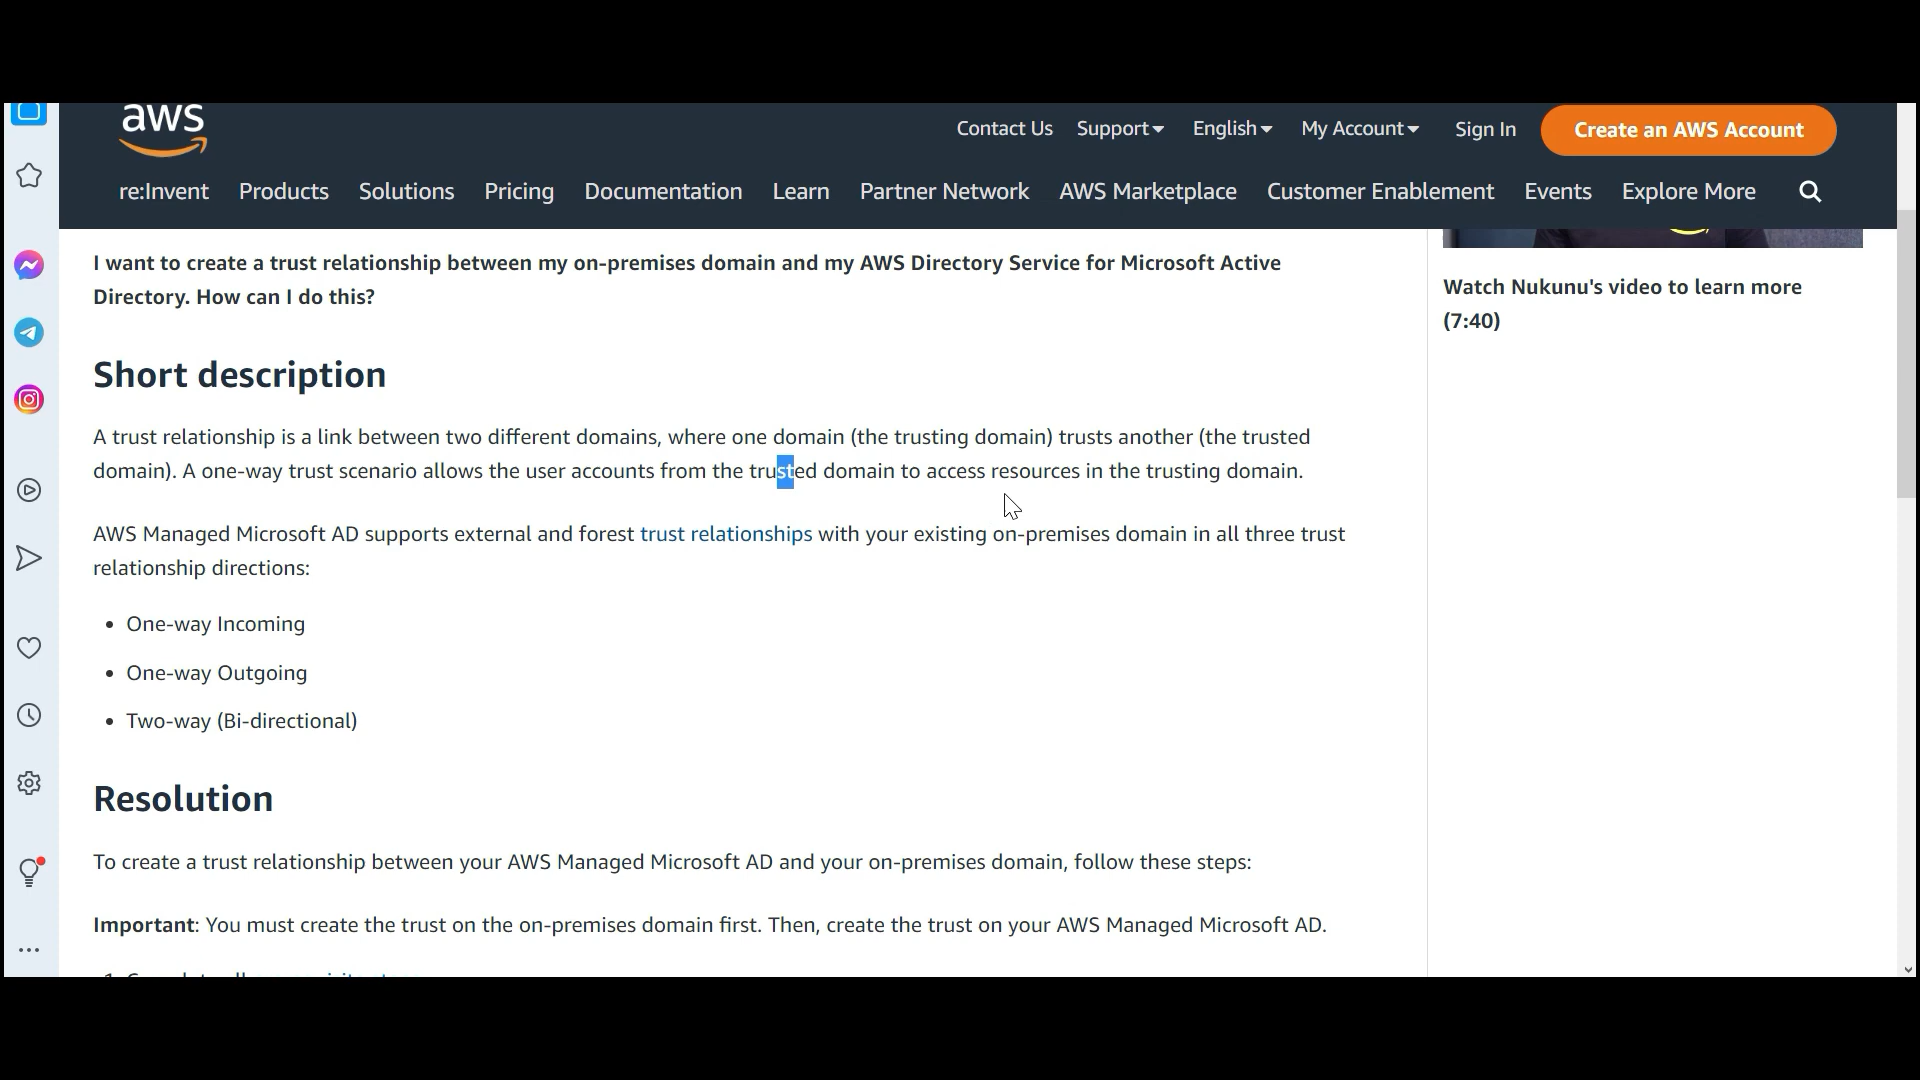 aws
Contact Us Support English My Account Sign In Create an AWS Account
re:Invent Products Solutions Pricing Documentation Learn Partner Network AWS Marketplace Customer Enablement Events Explore More
I want to create a trust relationship between my on-premises domain and my AWS Directory Service for Microsoft Active
Directory. How can I do this?
Watch Nukunu's video to learn more
(7:40)
Short description
A trust relationship is a link between two different domains, where one domain (the trusting domain) trusts another (the trusted
domain). A one-way trust scenario allows the user accounts from the trusted domain to access resources in the trusting domain.
AWS Managed Microsoft AD supports external and forest trust relationships with your existing on-premises domain in all three trust
relationship directions:
• One-way Incoming
• One-way Outgoing
• Two-way (Bi-directional)
Resolution
To create a trust relationship between your AWS Managed Microsoft AD and your on-premises domain, follow these steps:
Important: You must create the trust on the on-premises domain first. Then, create the trust on your AWS Managed Microsoft AD.